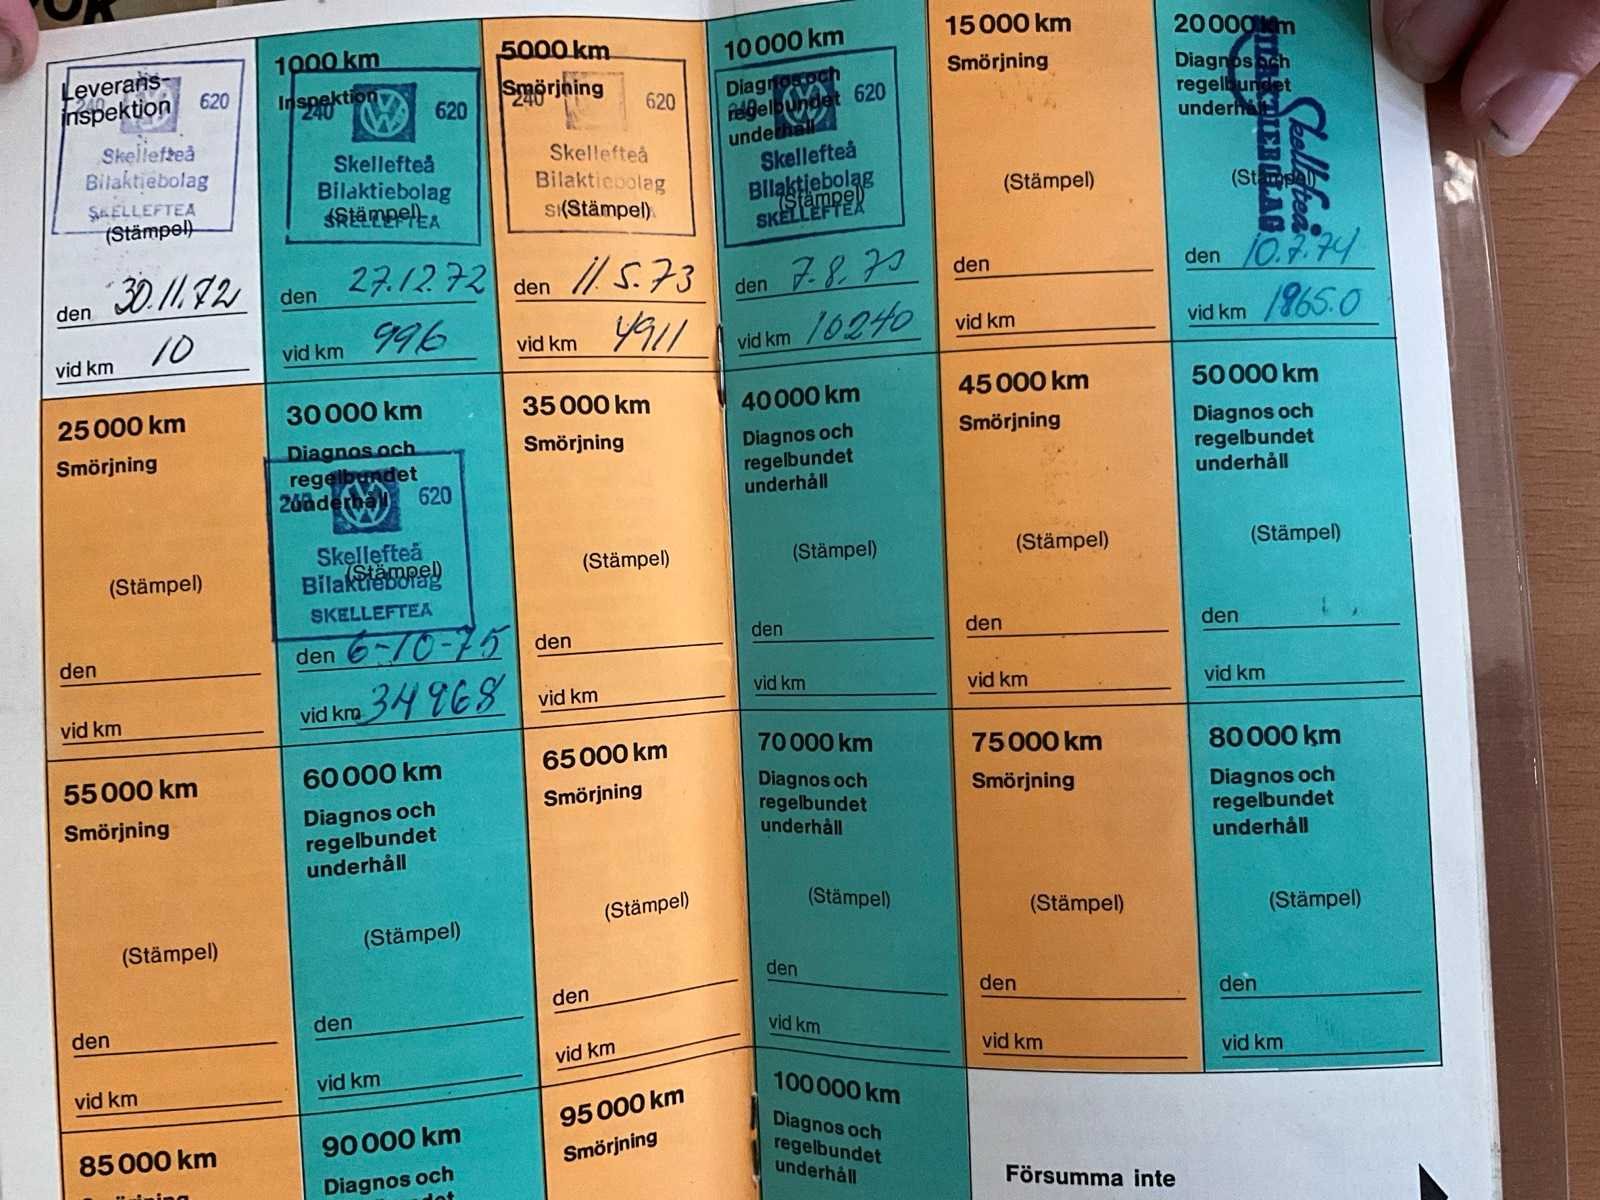 Leverans-
inspektion
240 620
Skellefteå
Bilaktiebolag
SKELLEFTEÅ
(Stämpel)
den 30.11.72
vid km 10
1000 km
Inspektion
240 620
Skellefteå
Bilaktiebolag
SKELLEFTEÅ
(Stämpel)
den 27.12.72
vid km 996
5000 km
Smörjning
240 620
Skellefteå
Bilaktiebolag
(Stämpel)
den 11.5.73
vid km 4911
10 000 km
Diagnos och
regelbundet
underhåll
620
Skellefteå
Bilaktiebolag
SKELLEFTEÅ
(Stämpel)
den 7.8.73
vid km 10240
15 000 km
Smörjning
(Stämpel)
den
vid km
20 000 km
Diagnos och
regelbundet
underhåll
Skellefteå
(Stämpel)
den 10.7.74
vid km 1965.0
25 000 km
Smörjning
(Stämpel)
den
vid km
30 000 km
Diagnos och
regelbundet
underhåll
240 620
Skellefteå
Bilaktiebolag
SKELLEFTEÅ
(Stämpel)
den 6-10-75
vid km 34968
35 000 km
Smörjning
(Stämpel)
den
vid km
40 000 km
Diagnos och
regelbundet
underhåll
(Stämpel)
den
vid km
45 000 km
Smörjning
(Stämpel)
den
vid km
50 000 km
Diagnos och
regelbundet
underhåll
(Stämpel)
den
vid km
55 000 km
Smörjning
(Stämpel)
den
vid km
60 000 km
Diagnos och
regelbundet
underhåll
(Stämpel)
den
vid km
65 000 km
Smörjning
(Stämpel)
den
vid km
70 000 km
Diagnos och
regelbundet
underhåll
(Stämpel)
den
vid km
75 000 km
Smörjning
(Stämpel)
den
vid km
80 000 km
Diagnos och
regelbundet
underhåll
(Stämpel)
den
vid km
85 000 km
Smörjning
90 000 km
Diagnos och
95 000 km
Smörjning
100 000 km
Diagnos och
regelbundet
underhåll
Försumma inte